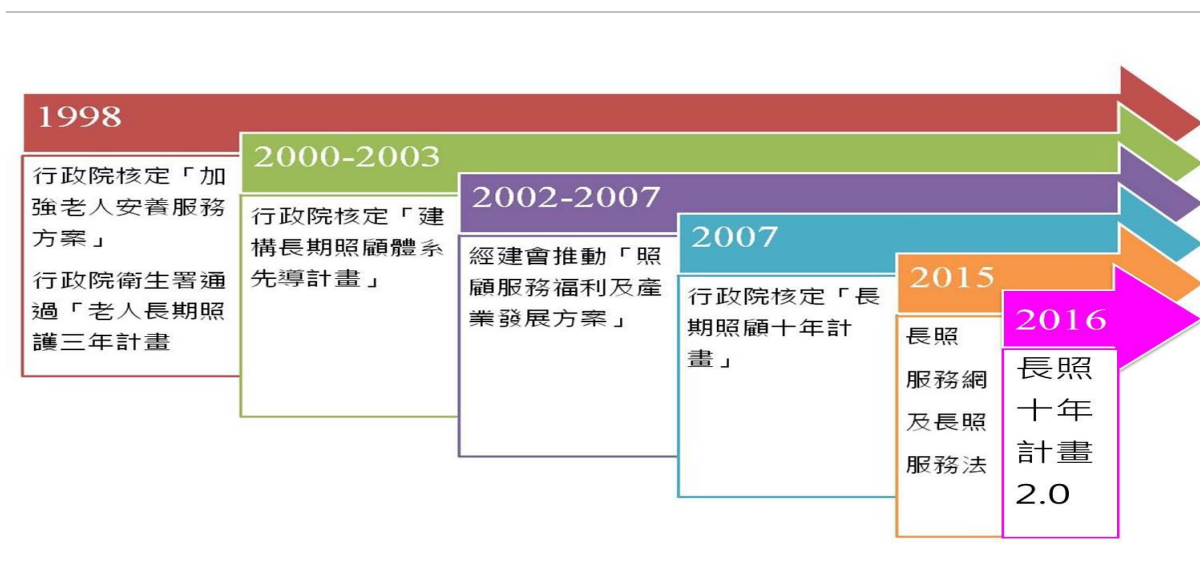 1998
行政院核定「加
強老人安養服務
方案」
行政院衛生署通
過「老人長期照
護三年計畫
2000-2003
行政院核定「建
構長期照顧體系
先導計畫」
2002-2007
經建會推動「照
顧服務福利及產
業發展方案」
2007
行政院核定「長
期照顧十年計
畫」
2015
長照
服務網
及長照
服務法
2016
長照
十年
計畫
2.0